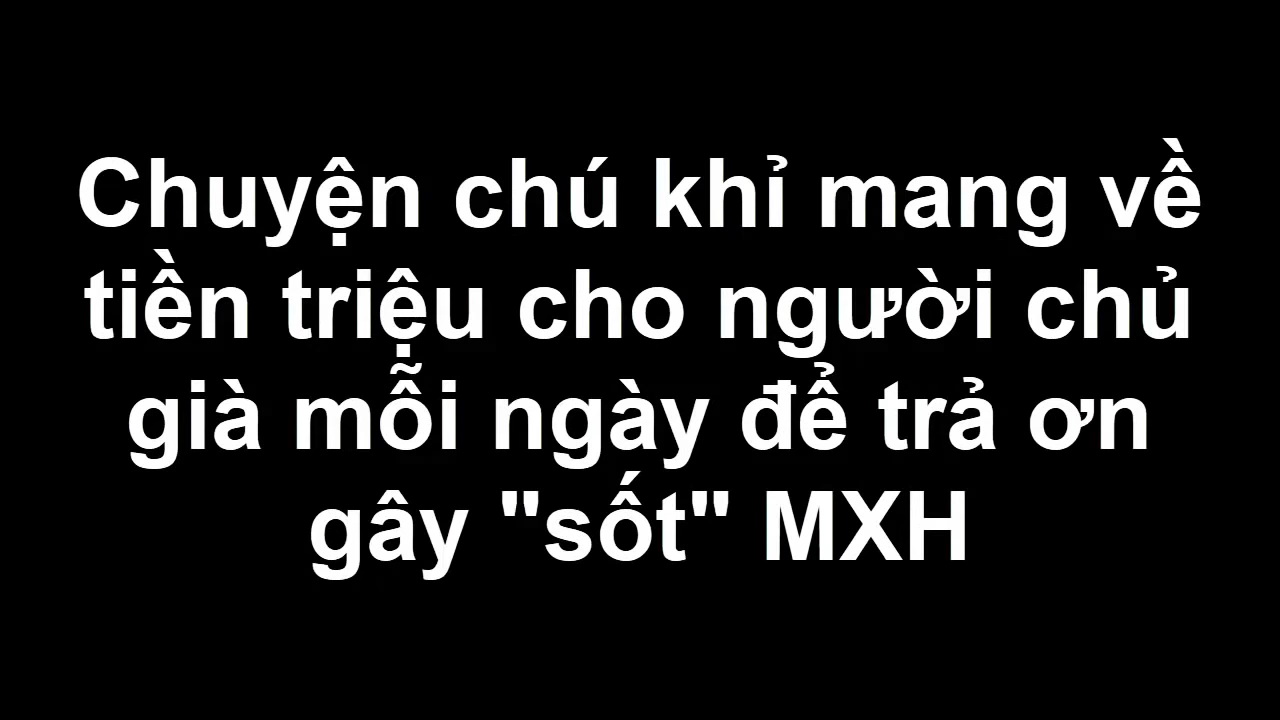 Chuyện chú khỉ mang về
tiền triệu cho người chủ
già mỗi ngày để trả ơn
gây "sốt" MXH